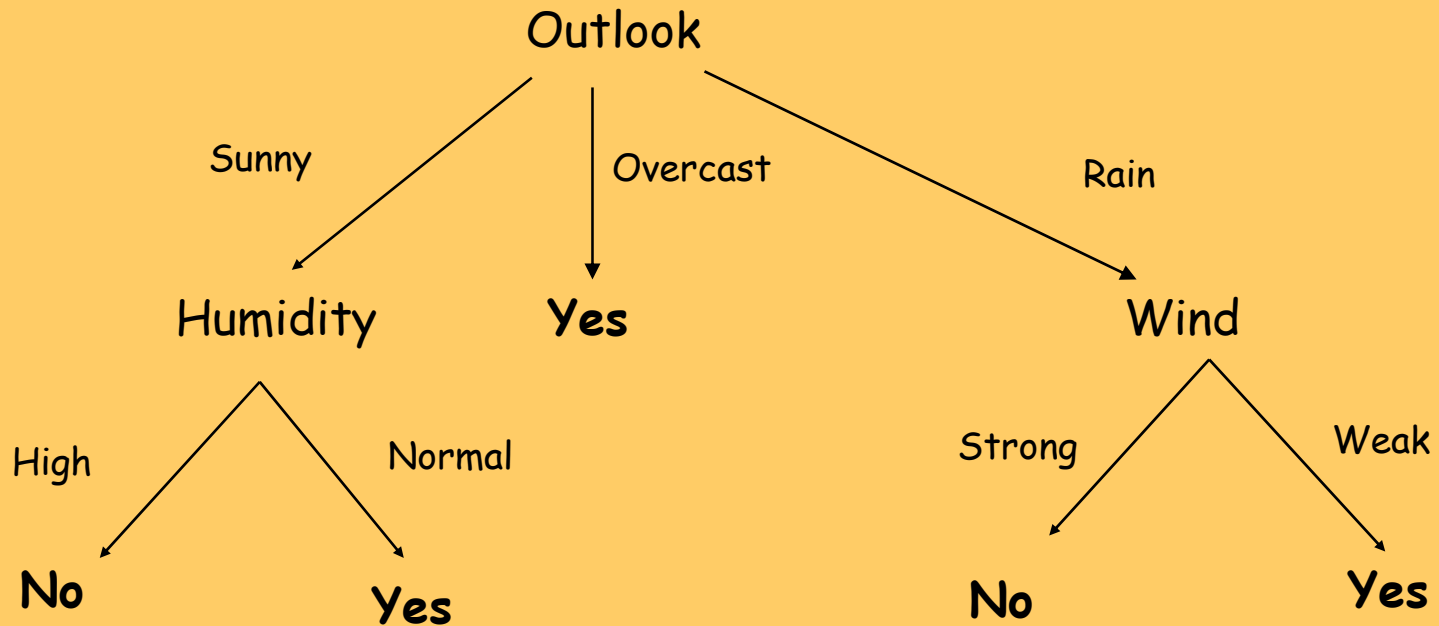 Outlook
Sunny
Overcast
Rain
Humidity
Yes
Wind
High
Normal
Strong
Weak
No
Yes
No
Yes